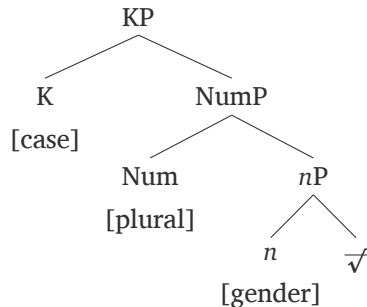 KP
K NumP
[case]
Num nP
[plural]
n √
[gender]